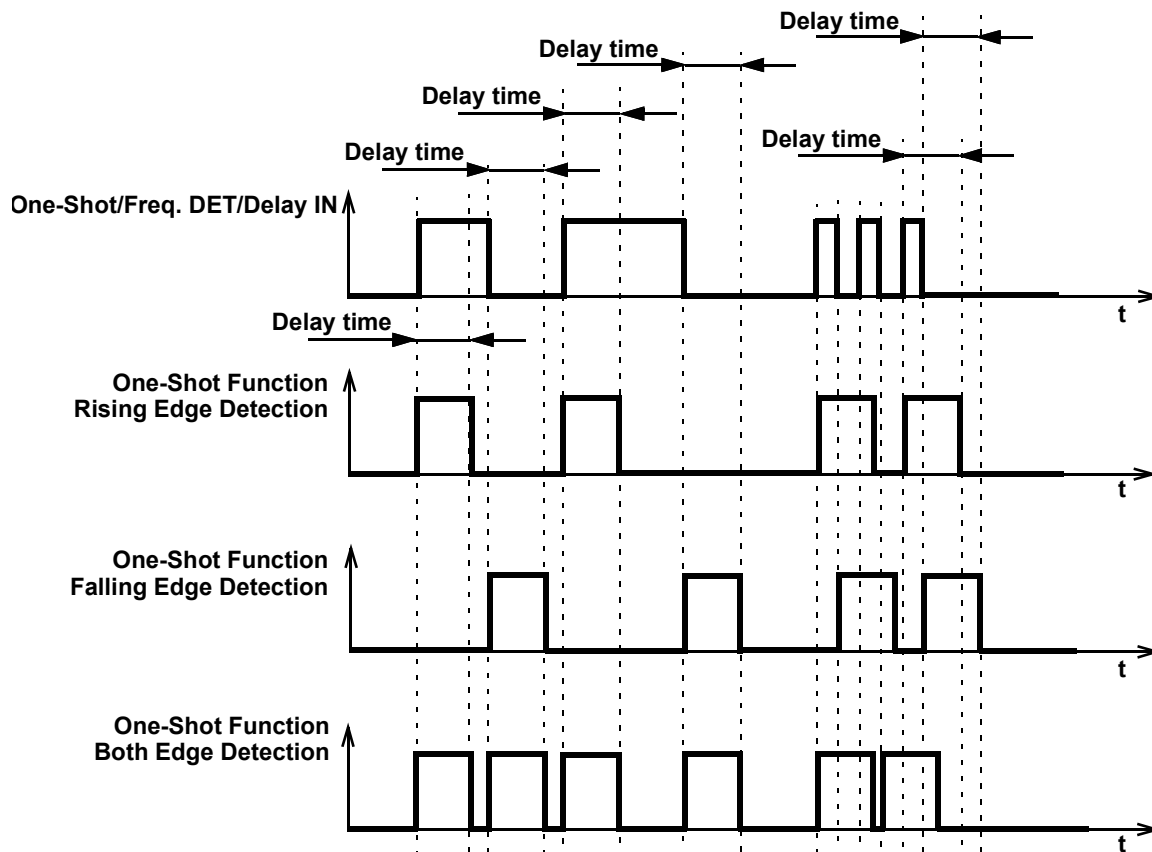 Delay time
Delay time
Delay time
Delay time
Delay time
One-Shot/Freq. DET/Delay IN
t
Delay time
One-Shot Function
Rising Edge Detection
t
One-Shot Function
Falling Edge Detection
t
One-Shot Function
Both Edge Detection
t